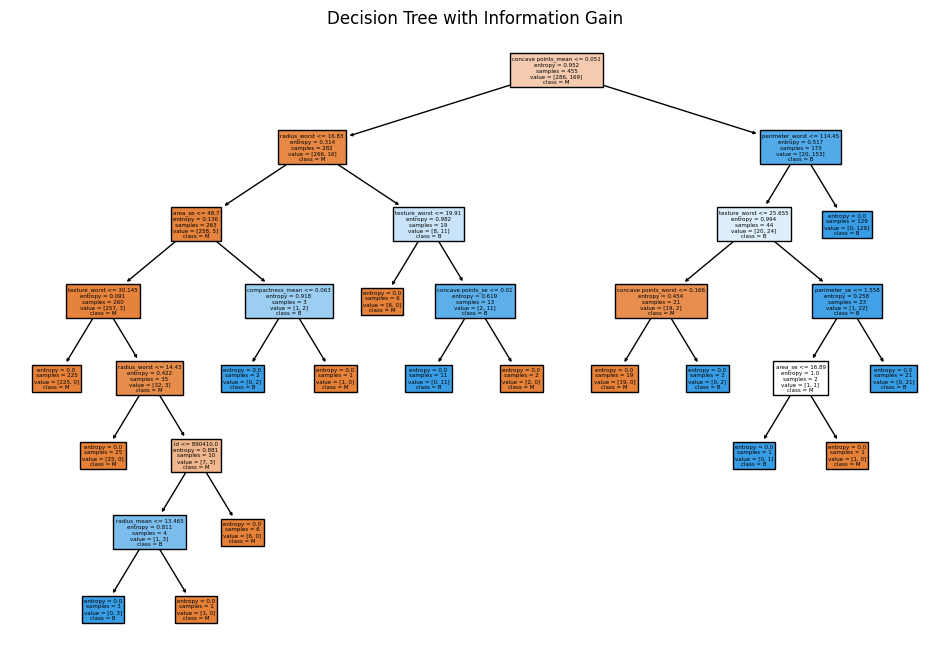 Decision Tree with Information Gain
concave points_mean <= 0.051
entropy = 0.952
samples = 455
value = [286, 169]
class = M
radius_worst <= 16.83
entropy = 0.314
samples = 282
value = [266, 16]
class = M
perimeter_worst <= 114.45
entropy = 0.517
samples = 173
value = [20, 153]
class = B
area_se <= 48.7
entropy = 0.136
samples = 263
value = [258, 5]
class = M
texture_worst <= 19.91
entropy = 0.982
samples = 19
value = [8, 11]
class = B
texture_worst <= 25.655
entropy = 0.994
samples = 44
value = [20, 24]
class = B
entropy = 0.0
samples = 129
value = [0, 129]
class = B
texture_worst <= 30.145
entropy = 0.091
samples = 260
value = [257, 3]
class = M
compactness_mean <= 0.063
entropy = 0.918
samples = 3
value = [1, 2]
class = B
entropy = 0.0
samples = 6
value = [6, 0]
class = M
concave points_se <= 0.01
entropy = 0.619
samples = 13
value = [2, 11]
class = B
concave points_worst <= 0.166
entropy = 0.454
samples = 21
value = [19, 2]
class = M
perimeter_se <= 1.558
entropy = 0.258
samples = 23
value = [1, 22]
class = B
entropy = 0.0
samples = 225
value = [225, 0]
class = M
radius_worst <= 14.43
entropy = 0.422
samples = 35
value = [32, 3]
class = M
entropy = 0.0
samples = 2
value = [0, 2]
class = B
entropy = 0.0
samples = 1
value = [1, 0]
class = M
entropy = 0.0
samples = 11
value = [0, 11]
class = B
entropy = 0.0
samples = 2
value = [2, 0]
class = M
entropy = 0.0
samples = 19
value = [19, 0]
class = M
entropy = 0.0
samples = 2
value = [0, 2]
class = B
area_se <= 16.89
entropy = 1.0
samples = 2
value = [1, 1]
class = M
entropy = 0.0
samples = 21
value = [0, 21]
class = B
entropy = 0.0
samples = 25
value = [25, 0]
class = M
id <= 890410.0
entropy = 0.881
samples = 10
value = [7, 3]
class = M
entropy = 0.0
samples = 1
value = [0, 1]
class = B
entropy = 0.0
samples = 1
value = [1, 0]
class = M
radius_mean <= 13.465
entropy = 0.811
samples = 4
value = [1, 3]
class = B
entropy = 0.0
samples = 6
value = [6, 0]
class = M
entropy = 0.0
samples = 3
value = [0, 3]
class = B
entropy = 0.0
samples = 1
value = [1, 0]
class = M